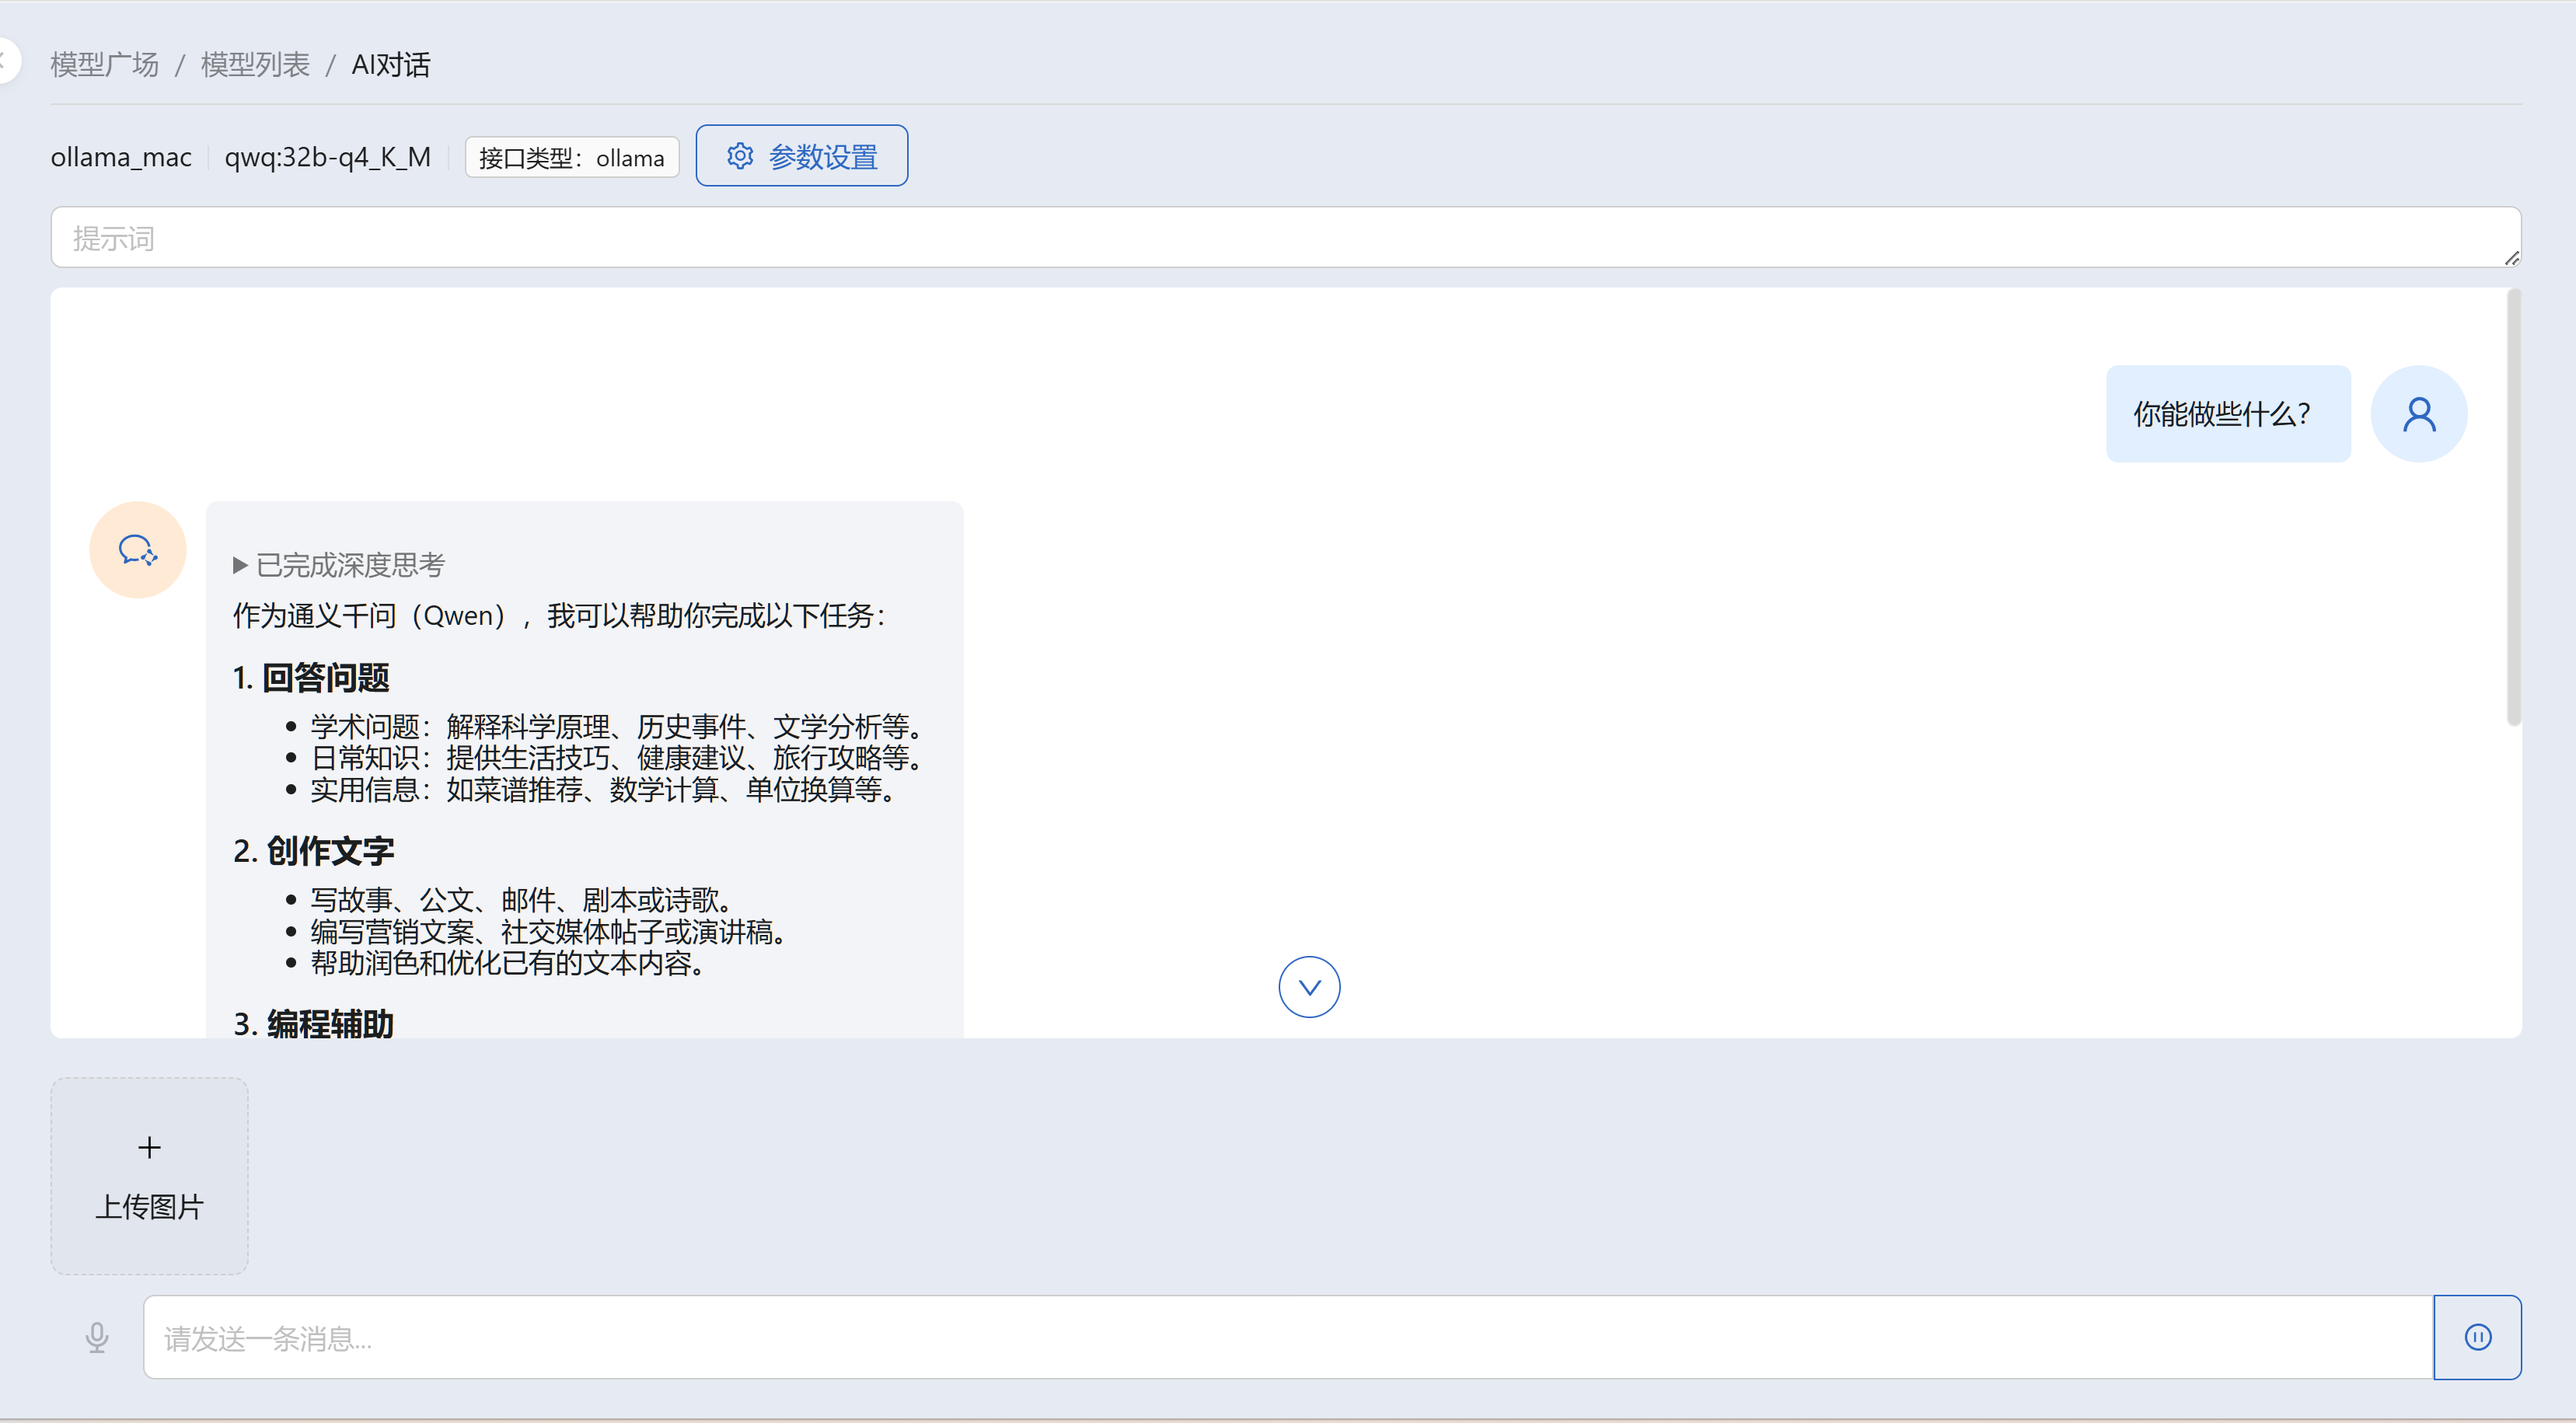 模型广场 / 模型列表 / AI对话
ollama_mac qwq:32b-q4_K_M 接口类型：ollama 参数设置
提示词
你能做些什么？
已完成深度思考
作为通义千问（Qwen），我可以帮助你完成以下任务：
1. 回答问题
• 学术问题：解释科学原理、历史事件、文学分析等。
• 日常知识：提供生活技巧、健康建议、旅行攻略等。
• 实用信息：如菜谱推荐、数学计算、单位换算等。
2. 创作文字
• 写故事、公文、邮件、剧本或诗歌。
• 编写营销文案、社交媒体帖子或演讲稿。
• 帮助润色和优化已有的文本内容。
3. 编程辅助
上传图片
请发送一条消息...